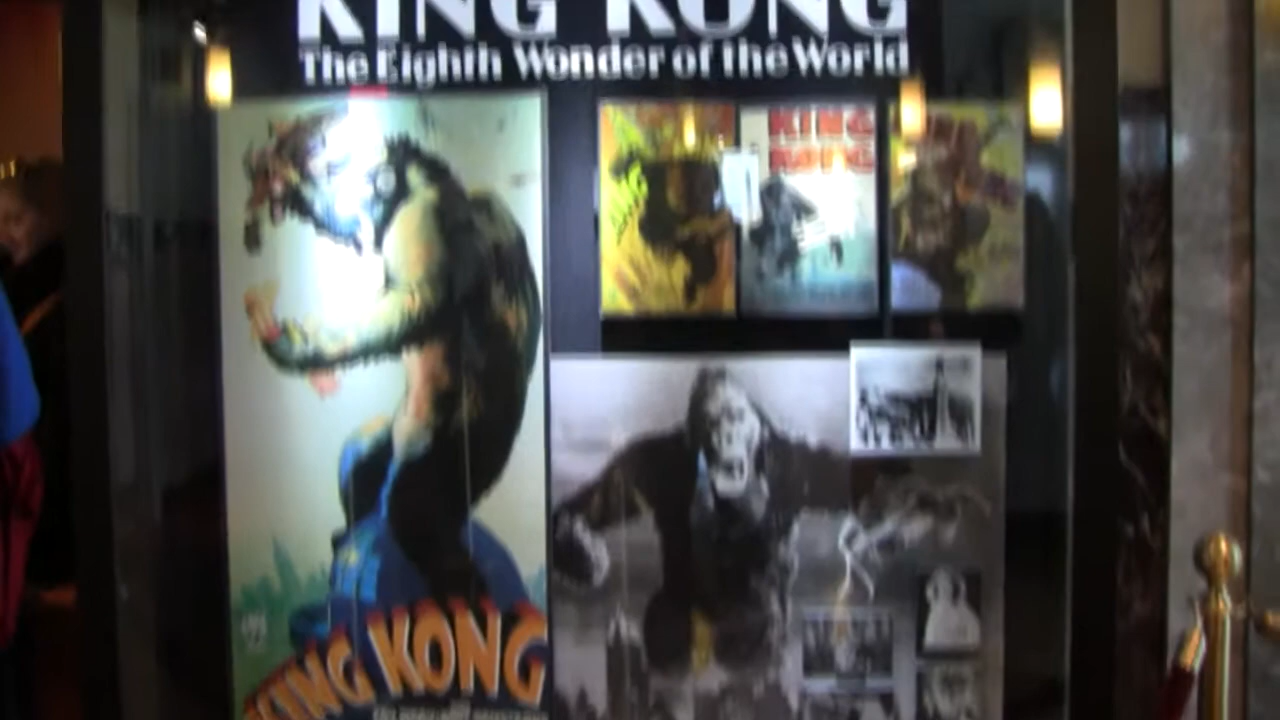 KING KONG
The Eighth Wonder of the World
KING
KONG
KING KONG